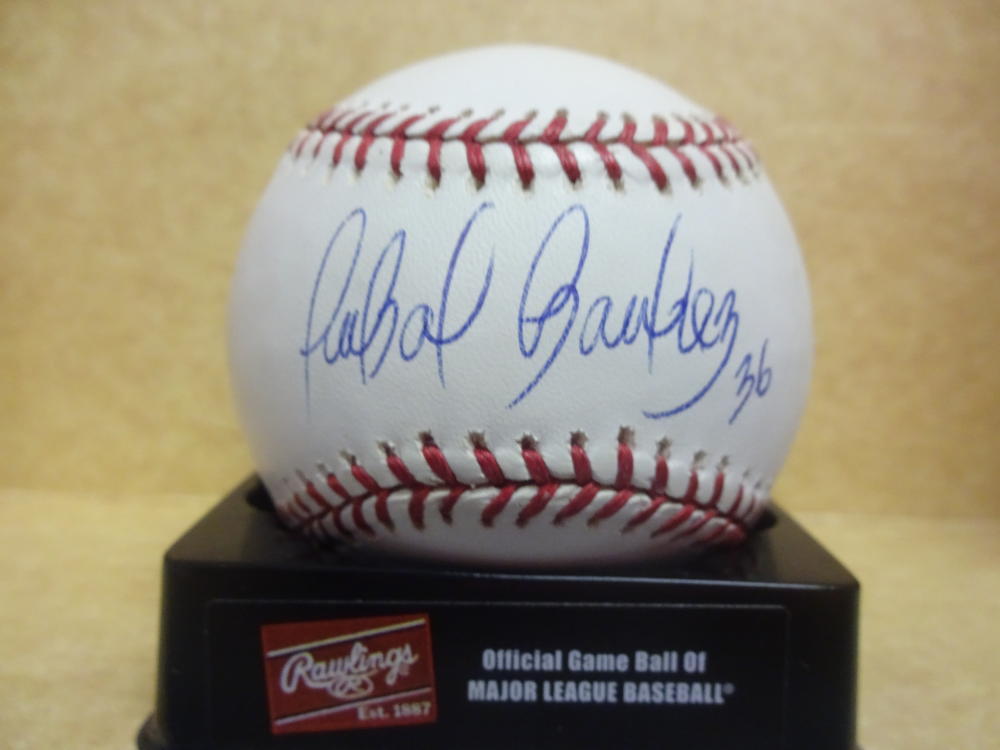 36
Rawlings
R
Est. 1887
Official Game Ball Of
MAJOR LEAGUE BASEBALL®